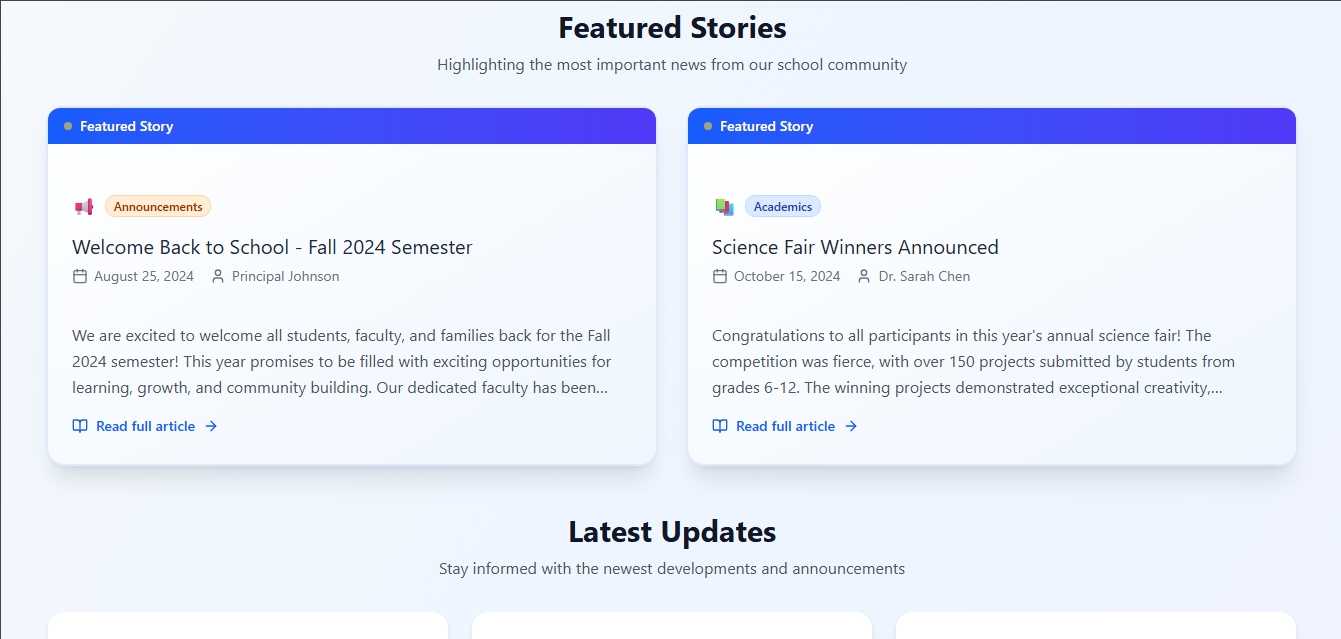 Featured Stories
Highlighting the most important news from our school community
Featured Story
Announcements
Welcome Back to School - Fall 2024 Semester
August 25, 2024 Principal Johnson
We are excited to welcome all students, faculty, and families back for the Fall
2024 semester! This year promises to be filled with exciting opportunities for
learning, growth, and community building. Our dedicated faculty has been...
Read full article
Featured Story
Academics
Science Fair Winners Announced
October 15, 2024 Dr. Sarah Chen
Congratulations to all participants in this year's annual science fair! The
competition was fierce, with over 150 projects submitted by students from
grades 6-12. The winning projects demonstrated exceptional creativity,...
Read full article
Latest Updates
Stay informed with the newest developments and announcements